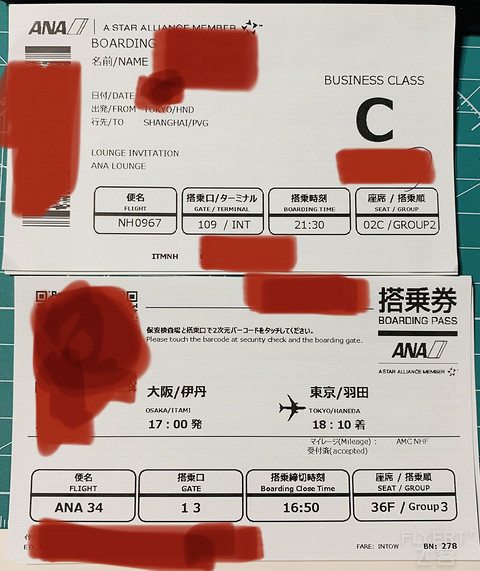 ANA A STAR ALLIANCE MEMBER
BOARDING
名前/NAME
BUSINESS CLASS
C
日付/DATE
出発/FROM TOKYO/HND
行先/TO SHANGHAI/PVG
LOUNGE INVITATION
ANA LOUNGE
便名 搭乗口/ターミナル 搭乗時刻 座席 / 搭乗順
FLIGHT GATE / TERMINAL BOARDING TIME SEAT / GROUP
NH0967 109 / INT 21:30 02C /GROUP2
ITMNH
搭乗券
BOARDING PASS
保安検査場と搭乗口で2次元バーコードをタッチしてください。
Please touch the barcode at security check and the boarding gate.
ANA
A STAR ALLIANCE MEMBER
大阪/伊丹 東京/羽田
OSAKA/ITAMI TOKYO/HANEDA
17:00 発 18:10 着
マイレージ(Mileage) : AMC NHF
受付済(accepted)
便名 搭乗口 搭乗締切時刻 座席 / 搭乗順
FLIGHT GATE Boarding Close Time SEAT / GROUP
ANA 34 13 16:50 36F / Group3
FARE: INTOW BN: 278
FLYERT